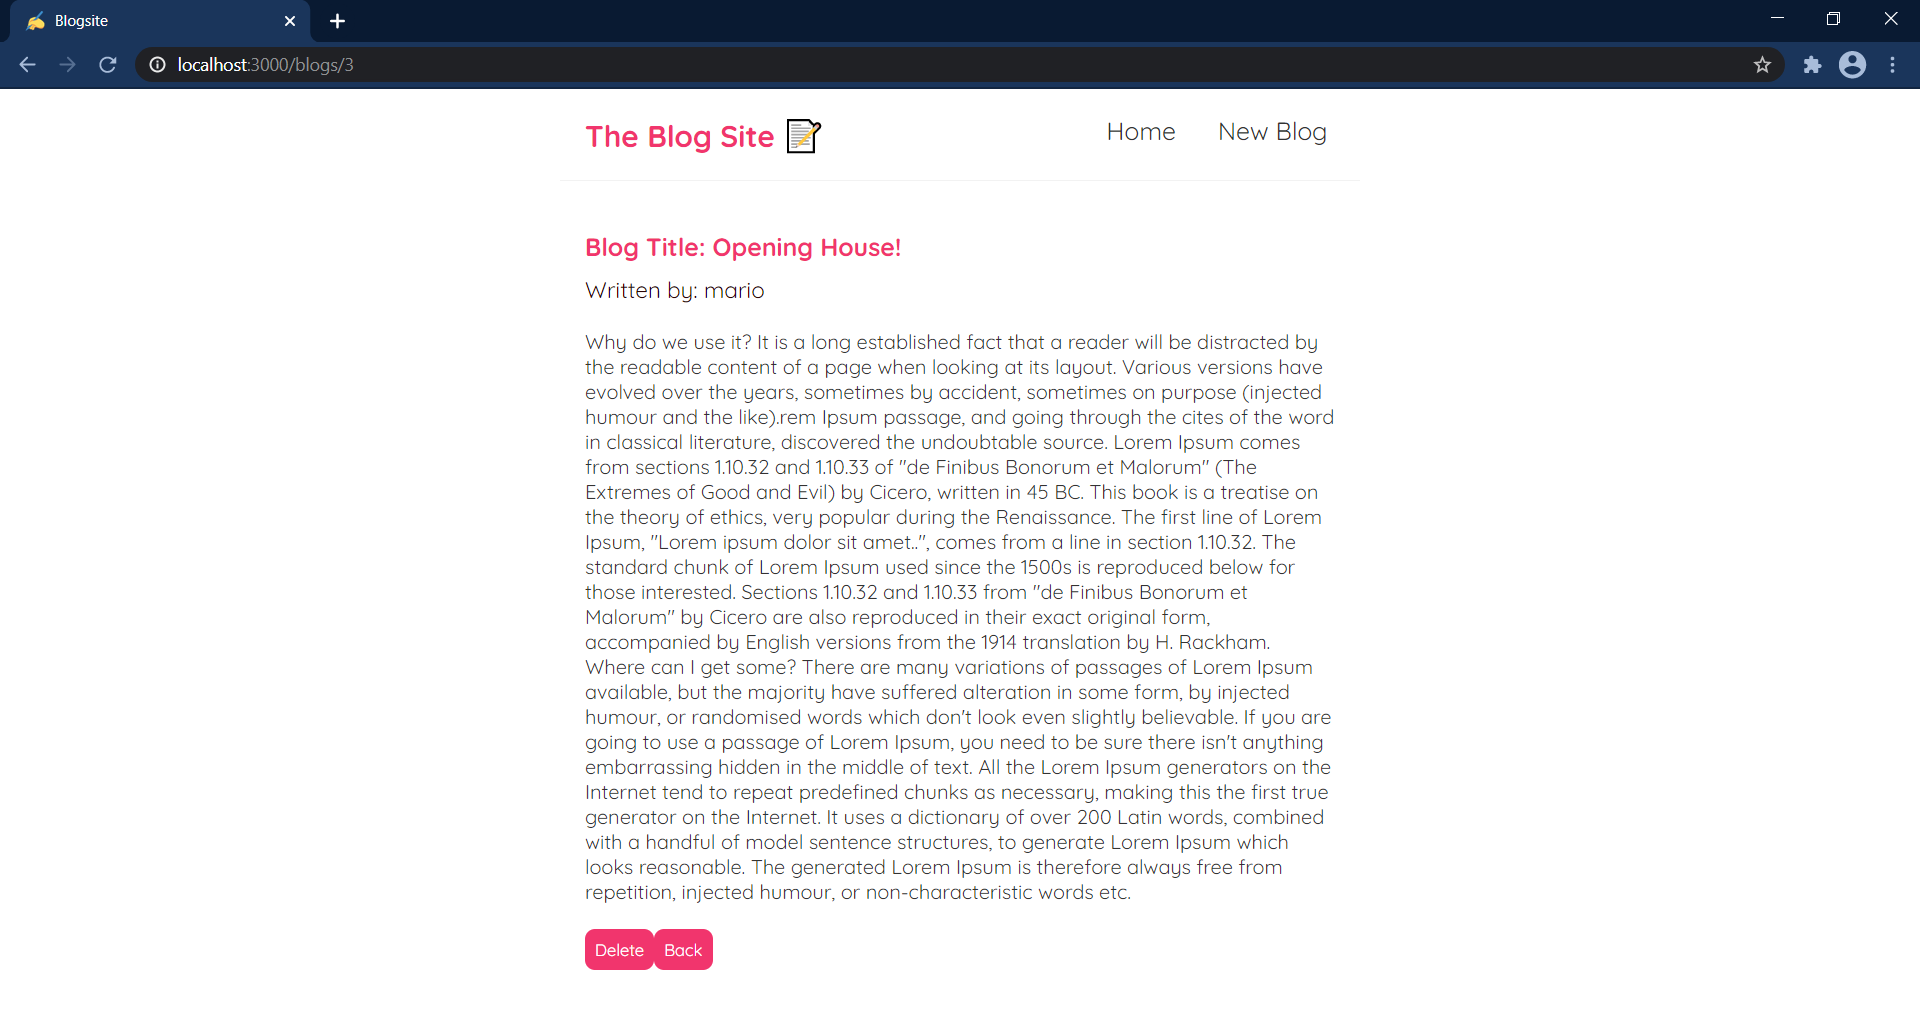 Blogsite
localhost:3000/blogs/3
The Blog Site
Home
New Blog
Blog Title: Opening House!
Written by: mario
Why do we use it? It is a long established fact that a reader will be distracted by
the readable content of a page when looking at its layout. Various versions have
evolved over the years, sometimes by accident, sometimes on purpose (injected
humour and the like).rem Ipsum passage, and going through the cites of the word
in classical literature, discovered the undoubtable source. Lorem Ipsum comes
from sections 1.10.32 and 1.10.33 of "de Finibus Bonorum et Malorum" (The
Extremes of Good and Evil) by Cicero, written in 45 BC. This book is a treatise on
the theory of ethics, very popular during the Renaissance. The first line of Lorem
Ipsum, "Lorem ipsum dolor sit amet..", comes from a line in section 1.10.32. The
standard chunk of Lorem Ipsum used since the 1500s is reproduced below for
those interested. Sections 1.10.32 and 1.10.33 from "de Finibus Bonorum et
Malorum" by Cicero are also reproduced in their exact original form,
accompanied by English versions from the 1914 translation by H. Rackham.
Where can I get some? There are many variations of passages of Lorem Ipsum
available, but the majority have suffered alteration in some form, by injected
humour, or randomised words which don't look even slightly believable. If you are
going to use a passage of Lorem Ipsum, you need to be sure there isn't anything
embarrassing hidden in the middle of text. All the Lorem Ipsum generators on the
Internet tend to repeat predefined chunks as necessary, making this the first true
generator on the Internet. It uses a dictionary of over 200 Latin words, combined
with a handful of model sentence structures, to generate Lorem Ipsum which
looks reasonable. The generated Lorem Ipsum is therefore always free from
repetition, injected humour, or non-characteristic words etc.
Delete
Back